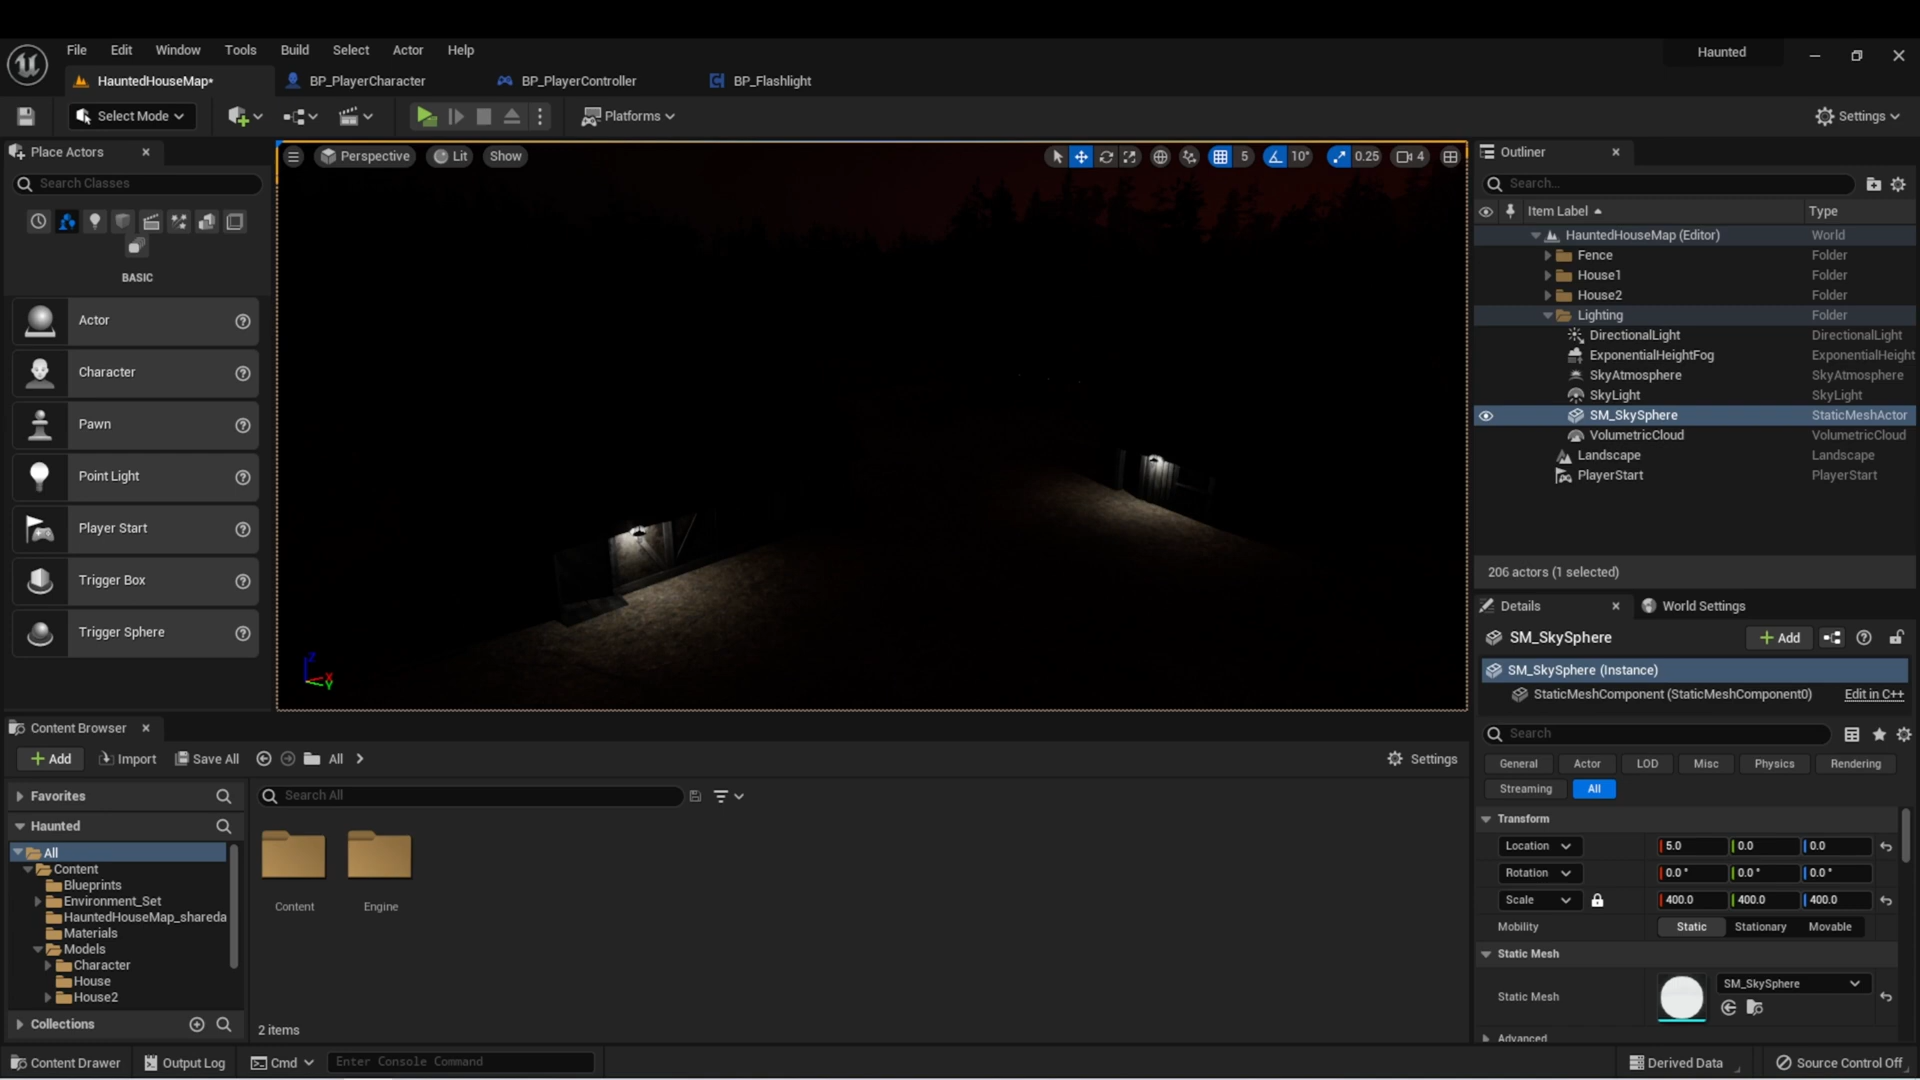 File Edit Window Tools Build Select Actor Help
Haunted
HauntedHouseMap*
BP_PlayerCharacter
BP_PlayerController
BP_Flashlight
Select Mode
Platforms
Settings
Place Actors
Search Classes
BASIC
Actor
Character
Pawn
Point Light
Player Start
Trigger Box
Trigger Sphere
Perspective
Lit
Show
5
10°
0.25
4
Z
X
Y
Outliner
Search...
Item Label Type
HauntedHouseMap (Editor) World
Fence Folder
House1 Folder
House2 Folder
Lighting Folder
DirectionalLight DirectionalLight
ExponentialHeightFog ExponentialHeight
SkyAtmosphere SkyAtmosphere
SkyLight SkyLight
SM_SkySphere StaticMeshActor
VolumetricCloud VolumetricCloud
Landscape Landscape
PlayerStart PlayerStart
206 actors (1 selected)
Details
World Settings
SM_SkySphere
+ Add
SM_SkySphere (Instance)
StaticMeshComponent (StaticMeshComponent0) Edit in C++
Search
General Actor LOD Misc Physics Rendering
Streaming All
Transform
Location 5.0 0.0 0.0
Rotation 0.0° 0.0° 0.0°
Scale 400.0 400.0 400.0
Mobility Static Stationary Movable
Static Mesh
Static Mesh SM_SkySphere
Advanced
Content Browser
+ Add Import Save All All Settings
Favorites
Search All
Haunted
All
Content
Blueprints
Environment_Set
HauntedHouseMap_shareda
Materials
Models
Character
House
House2
Collections
Content Engine
2 items
Content Drawer Output Log Cmd Enter Console Command Derived Data Source Control Off